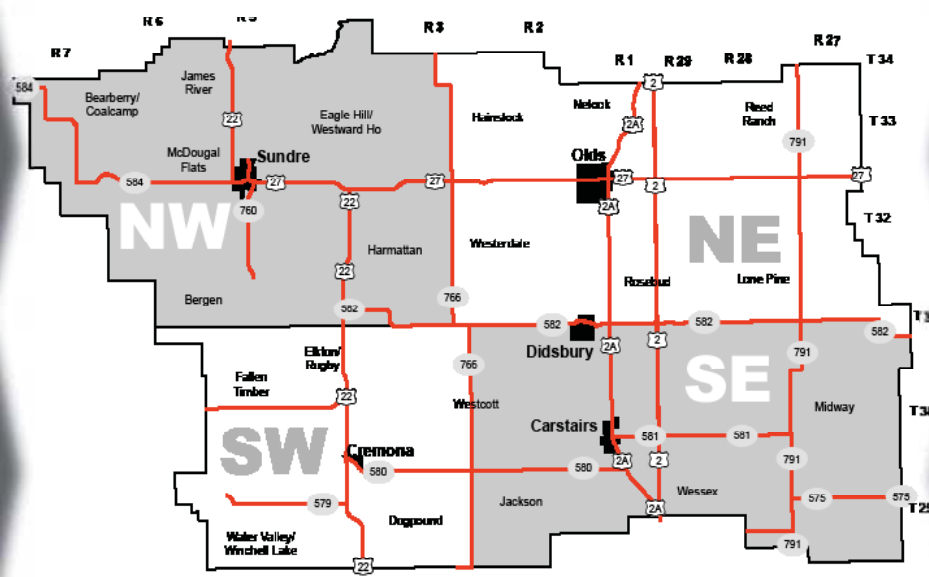 R 6
R 5
R 3
R 2
R 27
R 7
R 1
R 29
R 28
T 34
584
James
River
2
Bearberry/
Coalcamp
Eagle Hill/
Westward Ho
Hainstock
Reed
Ranch
22
2A
T 33
791
McDougal
Flats
Sundre
Olds
584
27
27
27
2
27
22
760
2A
T 32
NW
NE
Harmattan
Westerdale
22
Rosebud
Lone Pine
Bergen
766
582
582
582
582
Didsbury
2A
2
Elkton/
Rugby
766
791
SE
Fallen
Timber
22
Westcott
Midway
Carstairs
581
581
SW
Cremona
580
580
2A
2
791
579
Jackson
Wessex
575
575
2A
Dogpound
Water Valley/
Winchell Lake
22
791